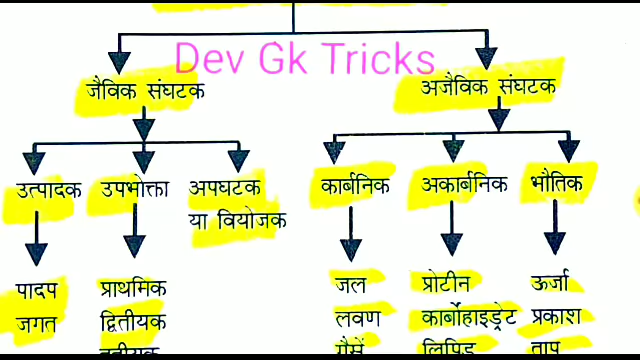 Dev Gk Tricks
जैविक संघटक अजैविक संघटक
उत्पादक उपभोक्ता अपघटक कार्बनिक अकार्बनिक भौतिक
या वियोजक
पादप प्राथमिक जल प्रोटीन ऊर्जा
जगत द्वितीयक लवण कार्बोहाइड्रेट प्रकाश
तृतीयक गैसें लिपिड ताप